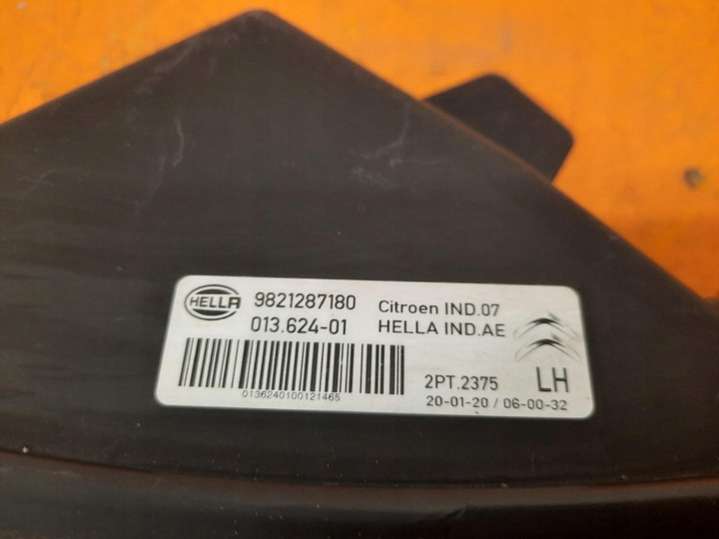 HELLA 9821287180 Citroen IND.07
013.624-01 HELLA IND.AE
2PT.2375 LH
0136240100121465 20-01-20 / 06-00-32